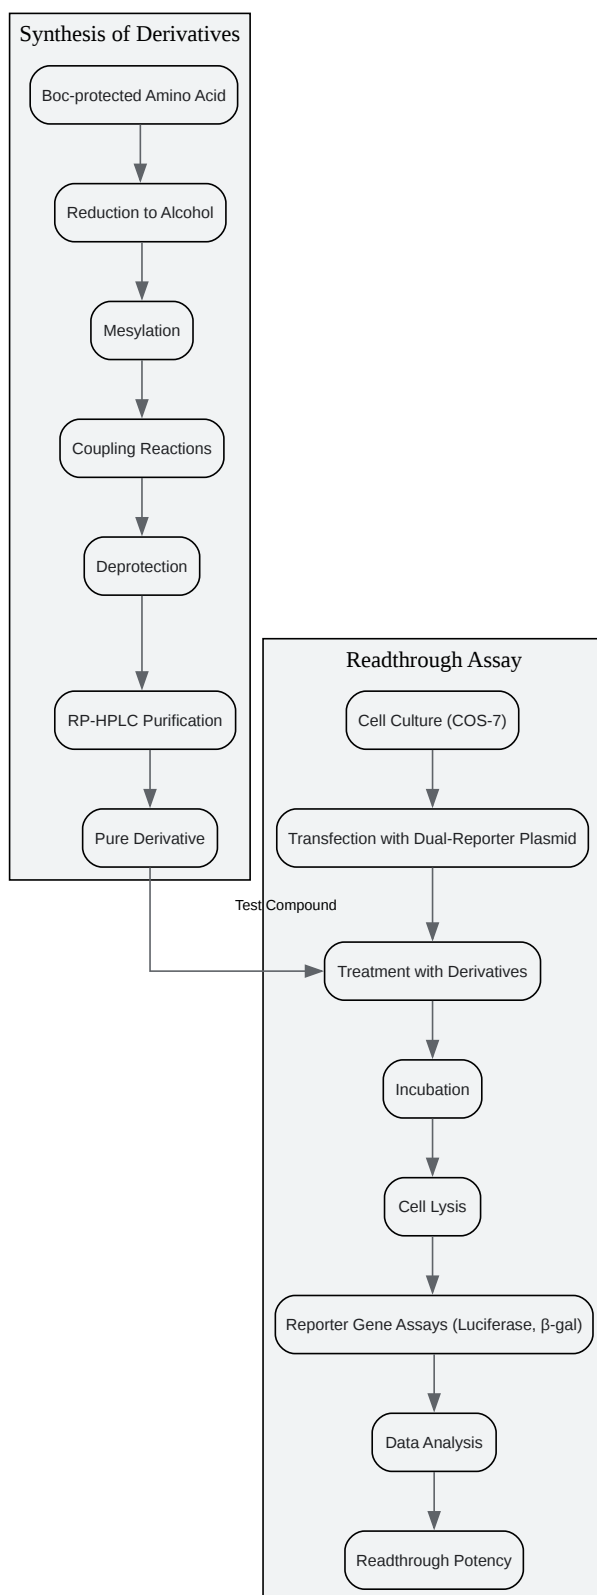 Synthesis of Derivatives
Boc-protected Amino Acid
Reduction to Alcohol
Mesylation
Coupling Reactions
Deprotection
RP-HPLC Purification
Pure Derivative
Test Compound
Readthrough Assay
Cell Culture (COS-7)
Transfection with Dual-Reporter Plasmid
Treatment with Derivatives
Incubation
Cell Lysis
Reporter Gene Assays (Luciferase, β-gal)
Data Analysis
Readthrough Potency